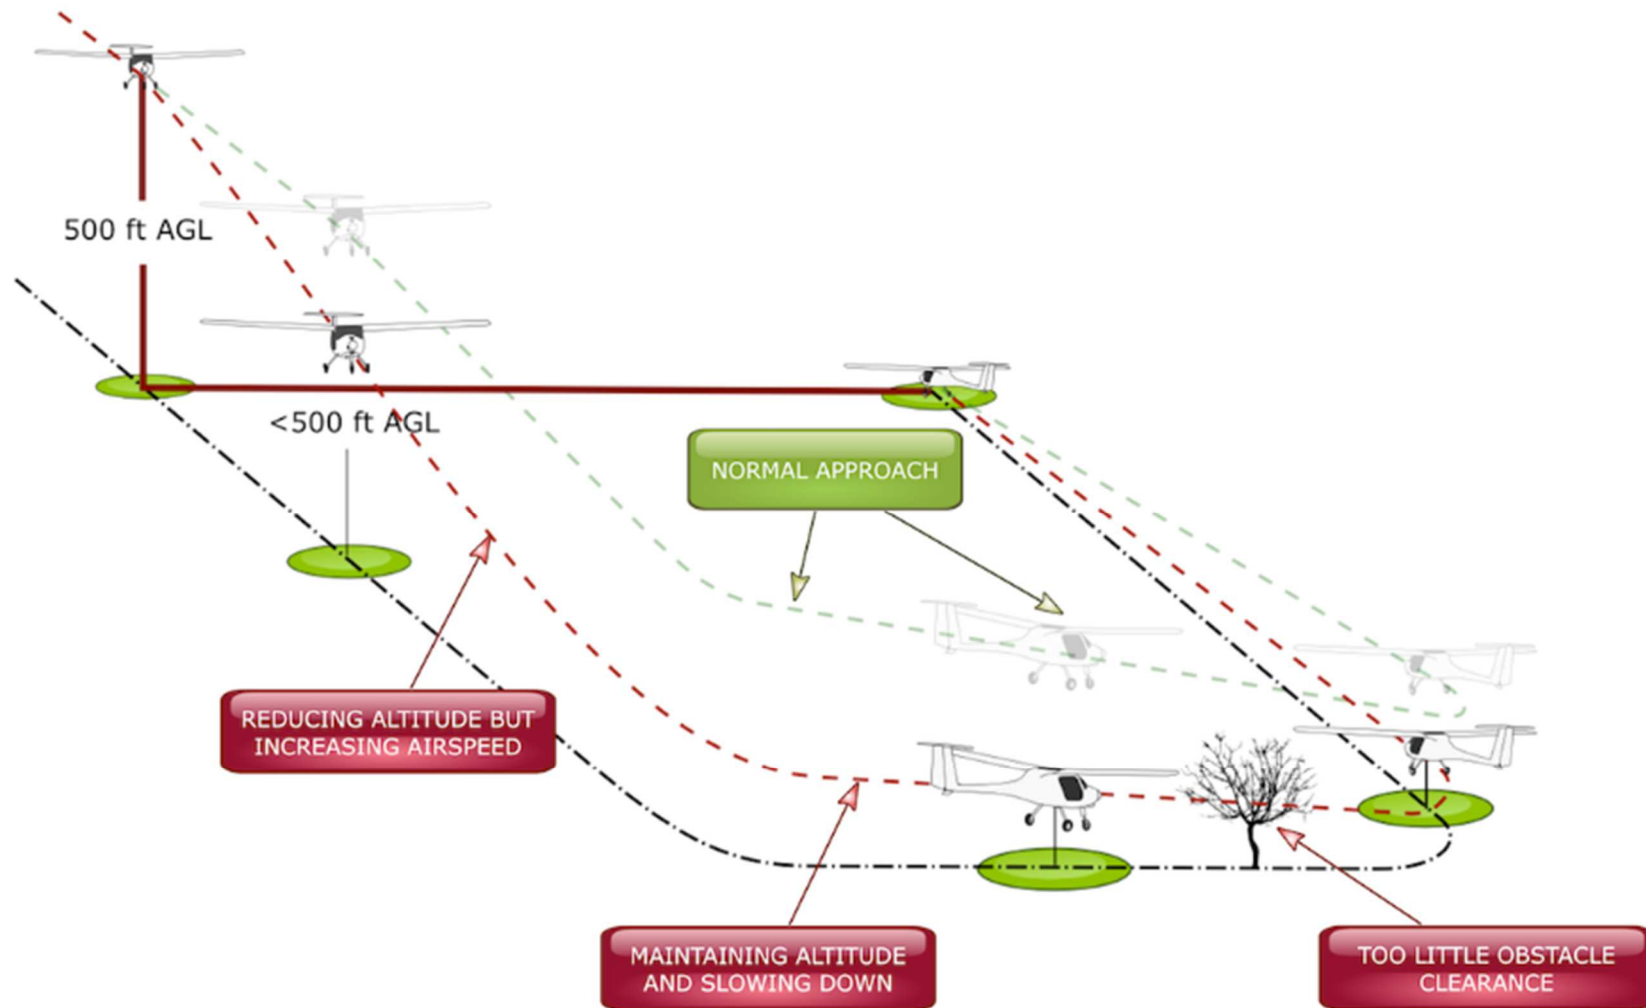 500 ft AGL
<500 ft AGL
NORMAL APPROACH
REDUCING ALTITUDE BUT
INCREASING AIRSPEED
MAINTAINING ALTITUDE
AND SLOWING DOWN
TOO LITTLE OBSTACLE
CLEARANCE